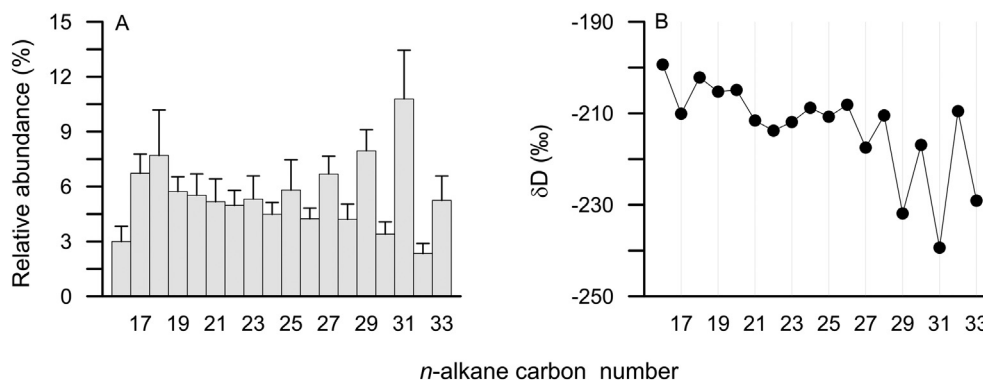 A
Relative abundance (%)
15
12
9
6
3
0
17 19 21 23 25 27 29 31 33
B
δD (‰)
-190
-210
-230
-250
17 19 21 23 25 27 29 31 33
n-alkane carbon number